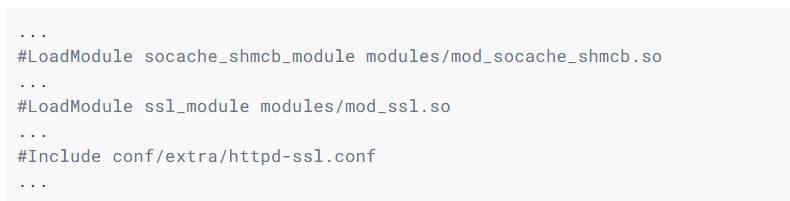 ...
#LoadModule socache_shmcb_module modules/mod_socache_shmcb.so
...
#LoadModule ssl_module modules/mod_ssl.so
...
#Include conf/extra/httpd-ssl.conf
...